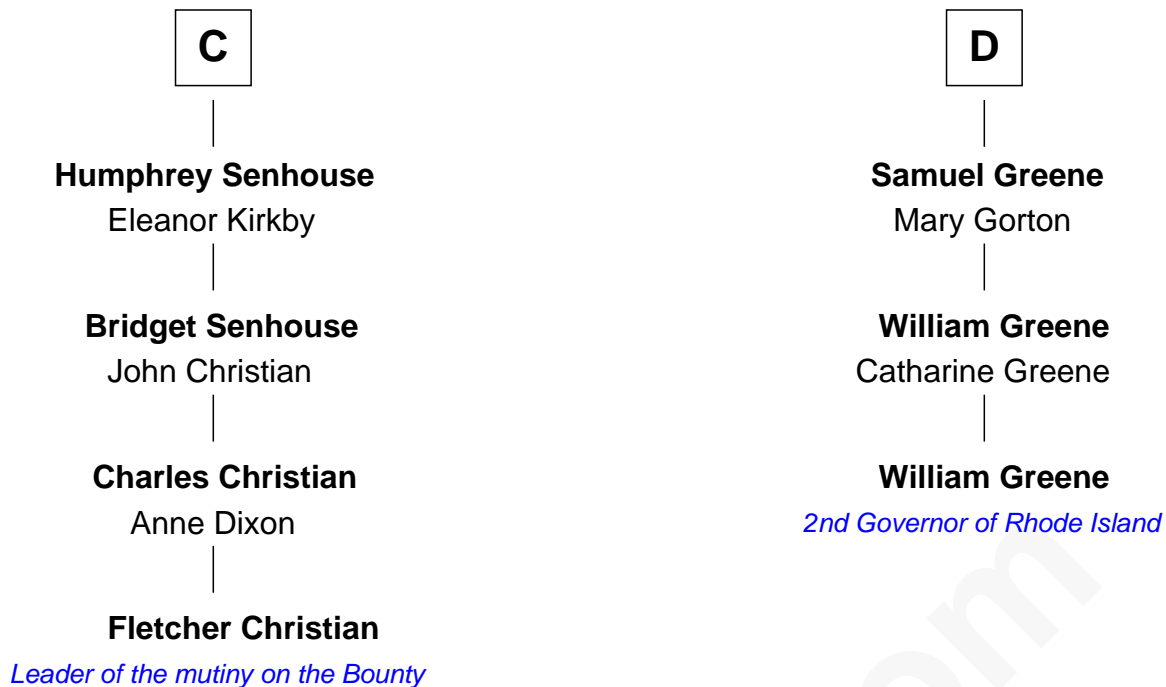 C
Humphrey Senhouse
Eleanor Kirkby
Bridget Senhouse
John Christian
Charles Christian
Anne Dixon
Fletcher Christian
Leader of the mutiny on the Bounty
D
Samuel Greene
Mary Gorton
William Greene
Catharine Greene
William Greene
2nd Governor of Rhode Island
om